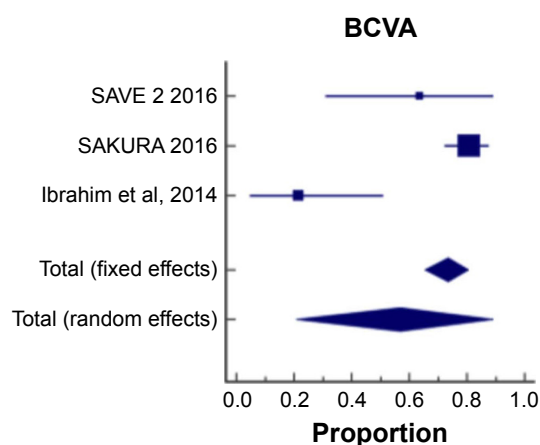 BCVA
SAVE 2 2016
SAKURA 2016
Ibrahim et al, 2014
Total (fixed effects)
Total (random effects)
0.0 0.2 0.4 0.6 0.8 1.0
Proportion